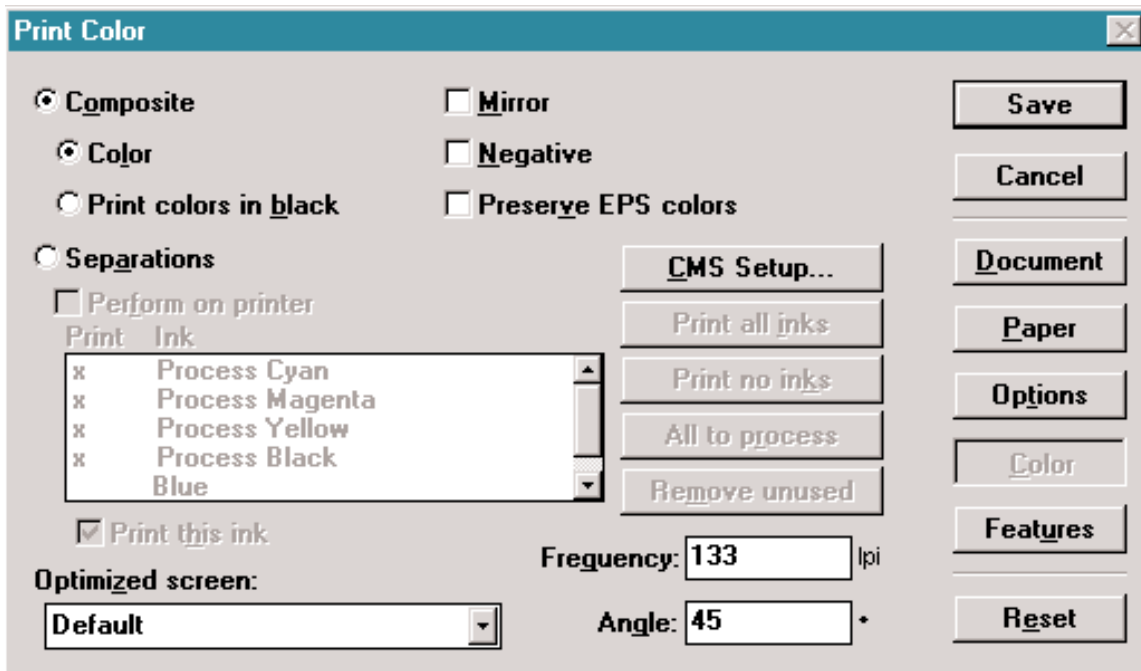 Print Color
Composite
Color
Print colors in black
Mirror
Negative
Preserve EPS colors
Separations
Perform on printer
Print Ink
x Process Cyan
x Process Magenta
x Process Yellow
x Process Black
Blue
Print this ink
Optimized screen:
Default
CMS Setup...
Print all inks
Print no inks
All to process
Remove unused
Frequency: 133 lpi
Angle: 45 °
Save
Cancel
Document
Paper
Options
Color
Features
Reset